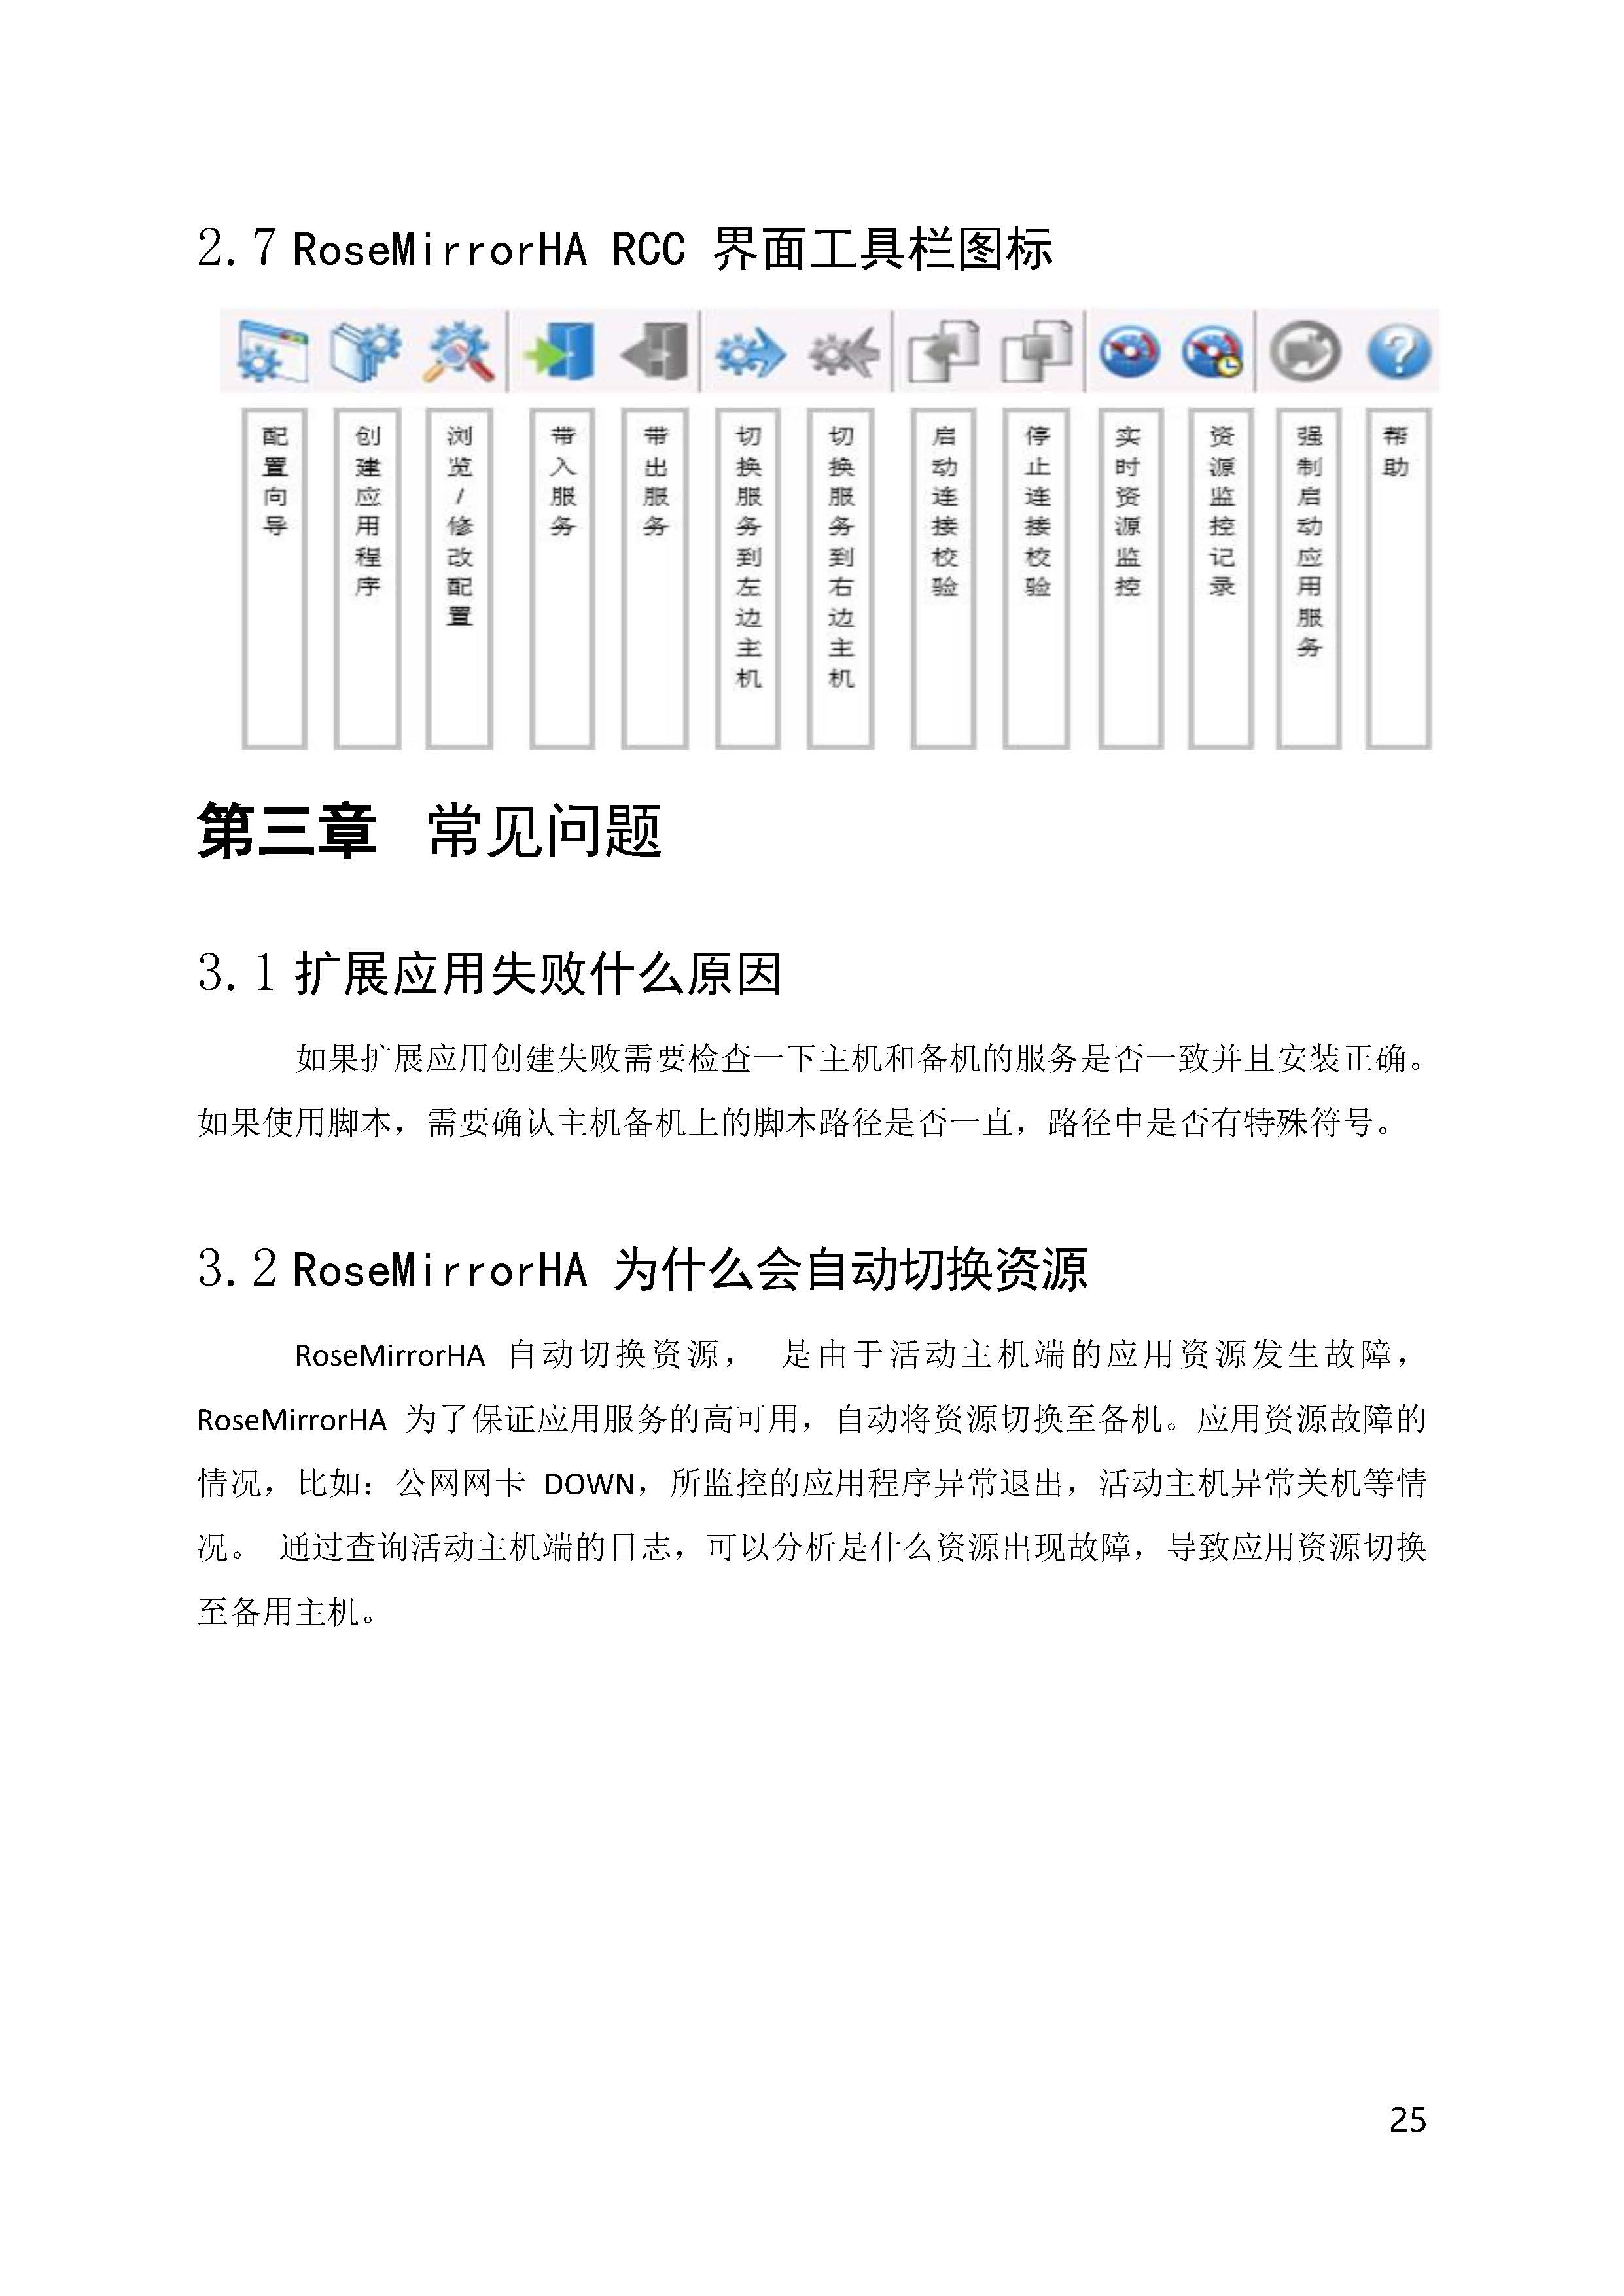 2.7 RoseMirrorHA RCC 界面工具栏图标
配置向导
创建应用程序
浏览/修改配置
带入服务
带出服务
切换服务到左边主机
切换服务到右边主机
启动连接校验
停止连接校验
实时资源监控
资源监控记录
强制启动应用服务
帮助
第三章 常见问题
3.1 扩展应用失败什么原因
如果扩展应用创建失败需要检查一下主机和备机的服务是否一致并且安装正确。
如果使用脚本，需要确认主机备机上的脚本路径是否一直，路径中是否有特殊符号。
3.2 RoseMirrorHA 为什么会自动切换资源
RoseMirrorHA 自动切换资源， 是由于活动主机端的应用资源发生故障，
RoseMirrorHA 为了保证应用服务的高可用，自动将资源切换至备机。应用资源故障的
情况，比如：公网网卡 DOWN，所监控的应用程序异常退出，活动主机异常关机等情
况。 通过查询活动主机端的日志，可以分析是什么资源出现故障，导致应用资源切换
至备用主机。
25